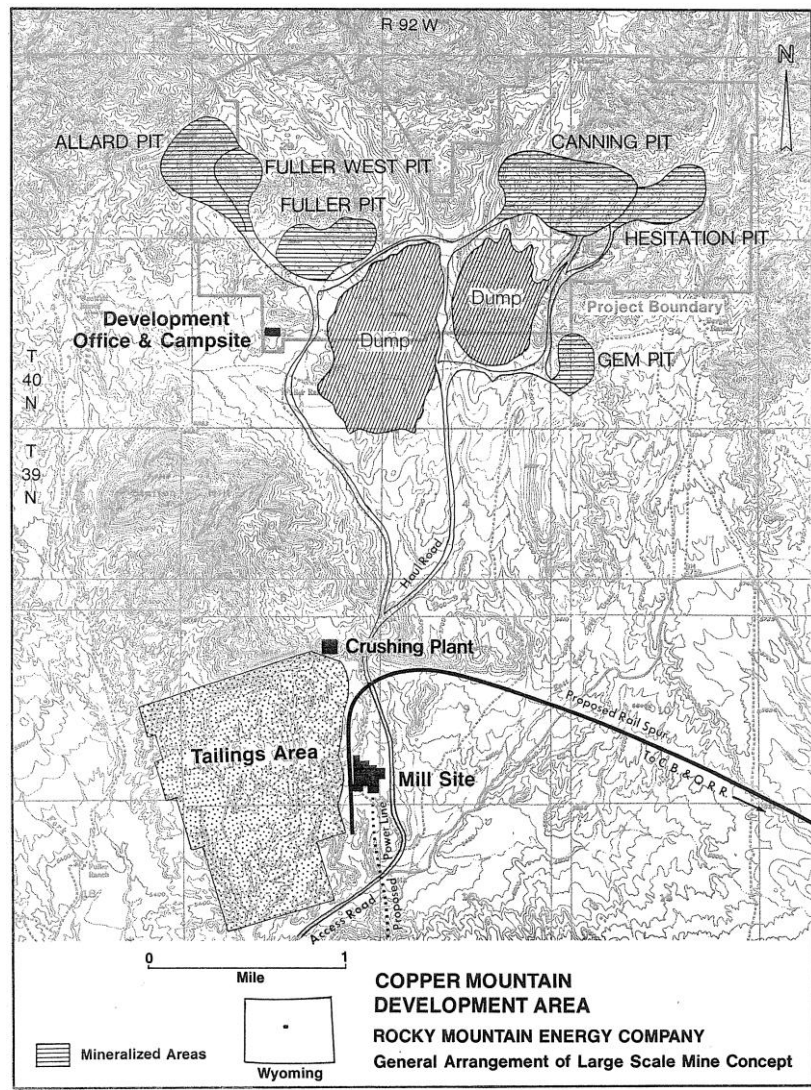 R 92 W
N
ALLARD PIT
CANNING PIT
FULLER WEST PIT
FULLER PIT
HESITATION PIT
Dump
Project Boundary
Development
Office & Campsite
Dump
GEM PIT
T
40
N
T
39
N
Haul Road
Crushing Plant
Proposed Rail Spur
To C.B.& Q.R.R.
Tailings Area
Mill Site
Proposed Power Line
Access Road
0 1
Mile
COPPER MOUNTAIN
DEVELOPMENT AREA
ROCKY MOUNTAIN ENERGY COMPANY
General Arrangement of Large Scale Mine Concept
Mineralized Areas
Wyoming